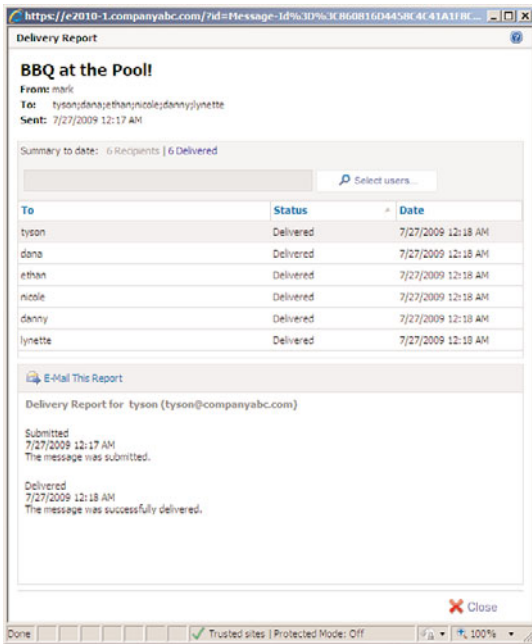 https://e2010-1.companyabc.com/?id=Message-Id%3D%3CB60816D4458C4C41A1F8C...
Delivery Report
BBQ at the Pool!
From: mark
To: tyson;dana;ethan;nicole;danny;lynette
Sent: 7/27/2009 12:17 AM
Summary to date: 6 Recipients | 6 Delivered
Select users...
To Status Date
tyson Delivered 7/27/2009 12:18 AM
dana Delivered 7/27/2009 12:18 AM
ethan Delivered 7/27/2009 12:18 AM
nicole Delivered 7/27/2009 12:18 AM
danny Delivered 7/27/2009 12:18 AM
lynette Delivered 7/27/2009 12:18 AM
E-Mail This Report
Delivery Report for tyson (tyson@companyabc.com)
Submitted
7/27/2009 12:17 AM
The message was submitted.
Delivered
7/27/2009 12:18 AM
The message was successfully delivered.
Close
Done Trusted sites | Protected Mode: Off 100%